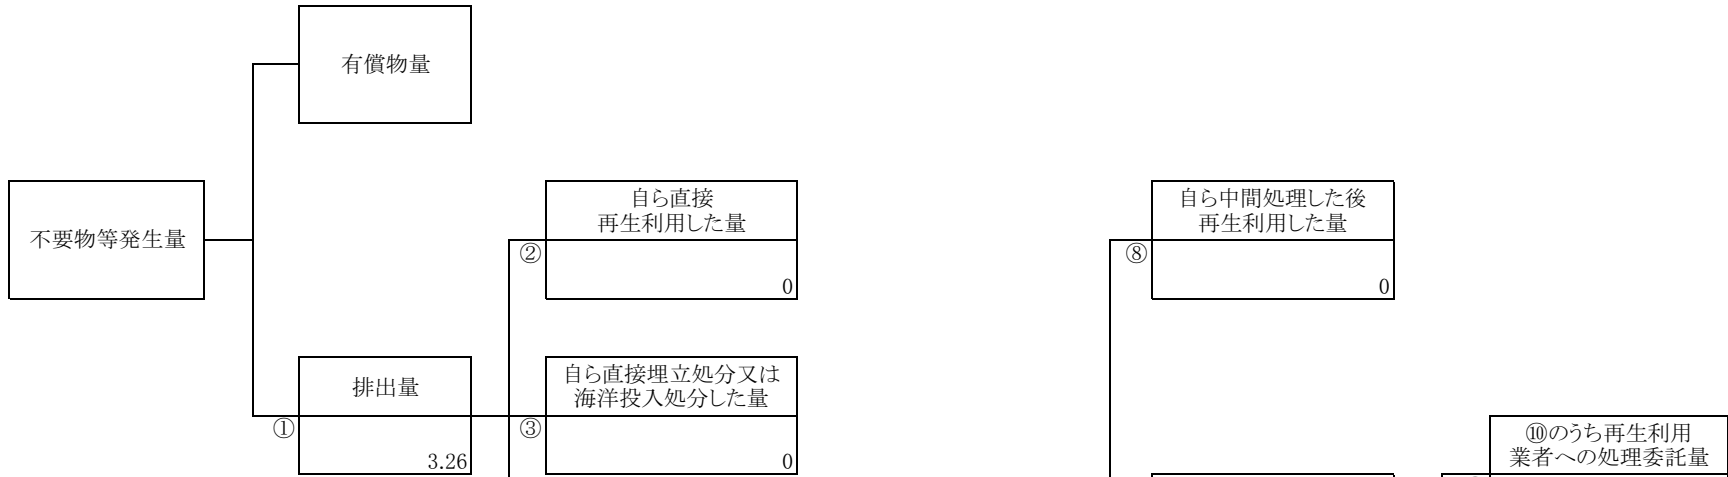 有償物量
不要物等発生量
自ら直接
再生利用した量
②
0
自ら中間処理した後
再生利用した量
⑧
0
排出量
①
3.26
自ら直接埋立処分又は
海洋投入処分した量
③
0
⑩のうち再生利用
業者への処理委託量